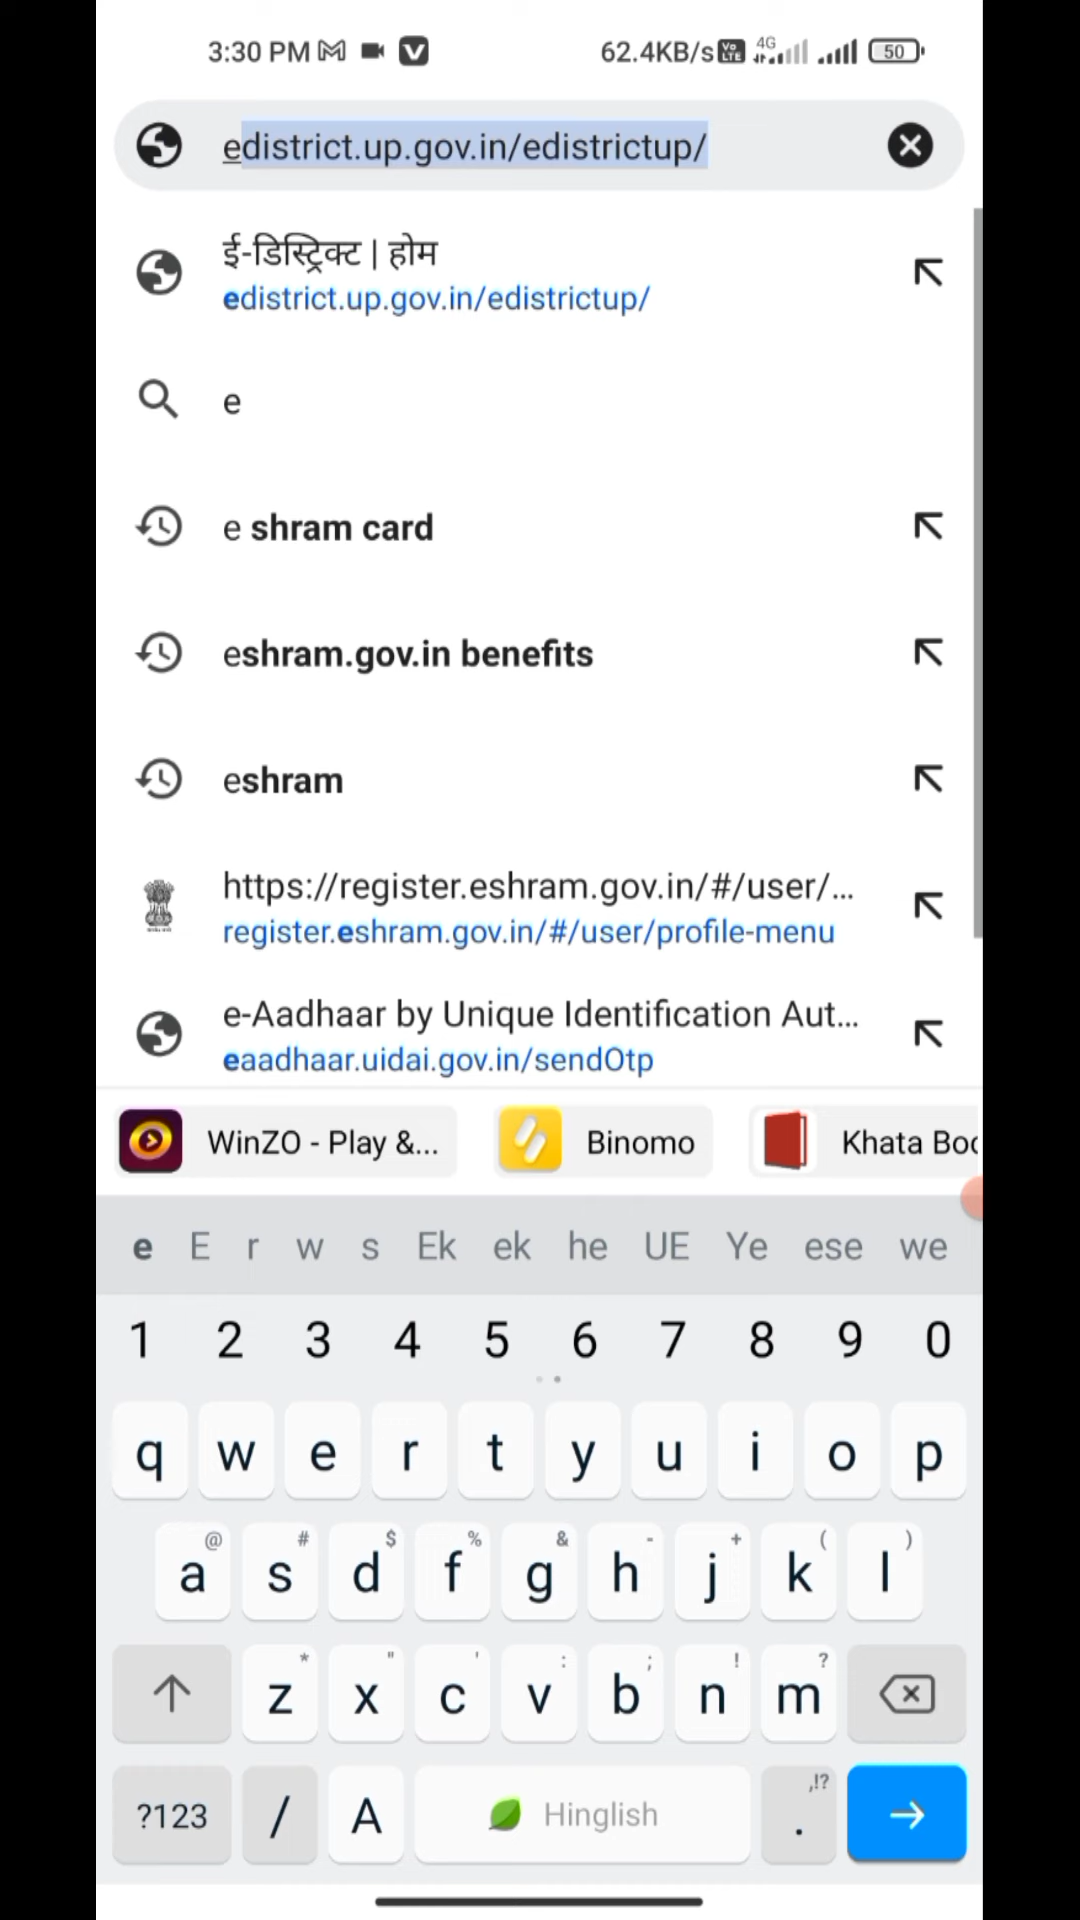 3:30 PM
62.4KB/s Vo LTE 4G 50
edistrict.up.gov.in/edistrictup/
ई-डिस्ट्रिक्ट | होम
edistrict.up.gov.in/edistrictup/
e
e shram card
eshram.gov.in benefits
eshram
https://register.eshram.gov.in/#/user/...
register.eshram.gov.in/#/user/profile-menu
e-Aadhaar by Unique Identification Aut...
eaadhaar.uidai.gov.in/sendOtp
WinZO - Play &... Binomo Khata Boo
e E r w s Ek ek he UE Ye ese we
1 2 3 4 5 6 7 8 9 0
q w e r t y u i o p
@ # $ % & - + ( )
a s d f g h j k l
* " ' : ; ! ?
z x c v b n m
,!?
?123 / A Hinglish .